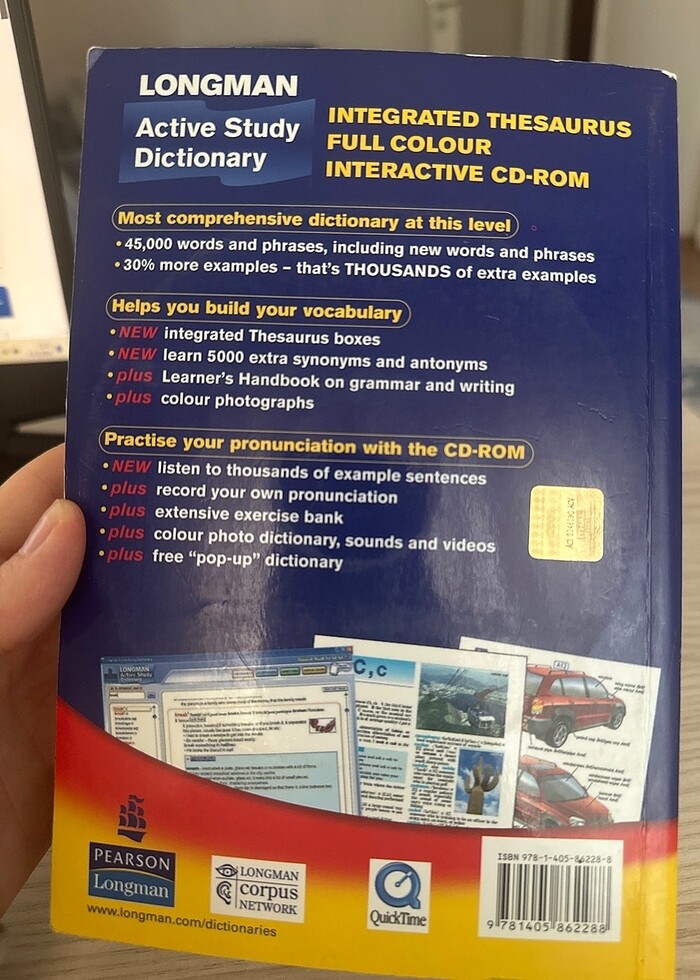 LONGMAN
Active Study
Dictionary
INTEGRATED THESAURUS
FULL COLOUR
INTERACTIVE CD-ROM
Most comprehensive dictionary at this level
• 45,000 words and phrases, including new words and phrases
• 30% more examples – that's THOUSANDS of extra examples
Helps you build your vocabulary
• NEW integrated Thesaurus boxes
• NEW learn 5000 extra synonyms and antonyms
• plus Learner's Handbook on grammar and writing
• plus colour photographs
Practise your pronunciation with the CD-ROM
• NEW listen to thousands of example sentences
• plus record your own pronunciation
• plus extensive exercise bank
• plus colour photo dictionary, sounds and videos
• plus free "pop-up" dictionary
LONGMAN
Active Study
Dictionary
C, c
PEARSON
Longman
LONGMAN
corpus
NETWORK
QuickTime
ISBN 978-1-405-86228-8
9 781405 862288
www.longman.com/dictionaries